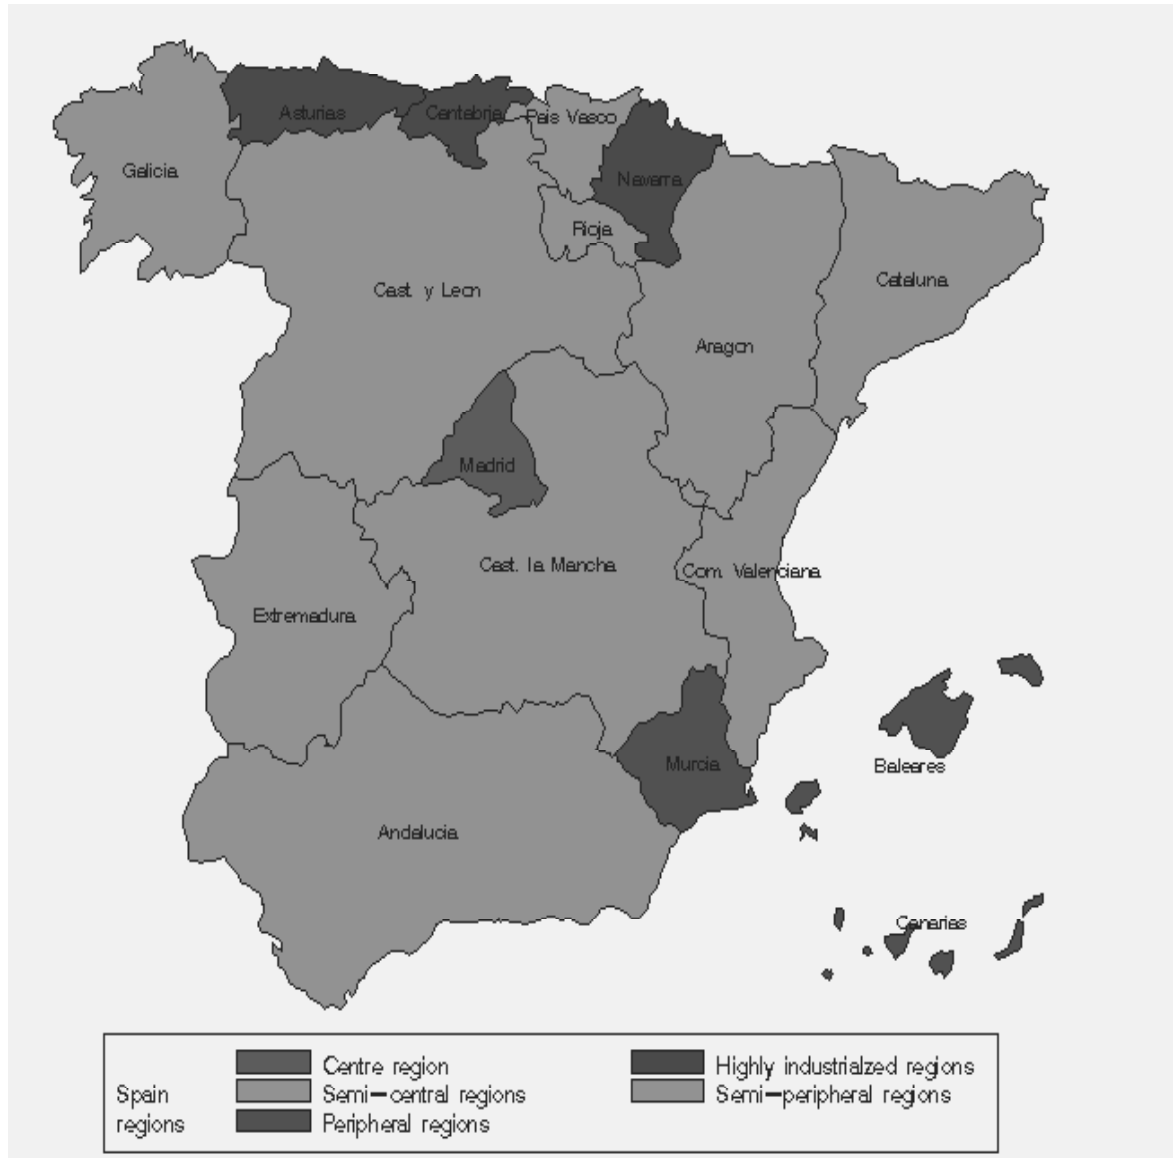 Asturias
Cantabria
Pais Vasco
Galicia
Navarra
Rioja
Cast. y Leon
Cataluna
Aragon
Madrid
Cast. la Mancha
Com. Valenciana
Extremadura
Murcia
Baleares
Andalucia
Canarias
Spain regions
Centre region
Semi-central regions
Peripheral regions
Highly industrialzed regions
Semi-peripheral regions